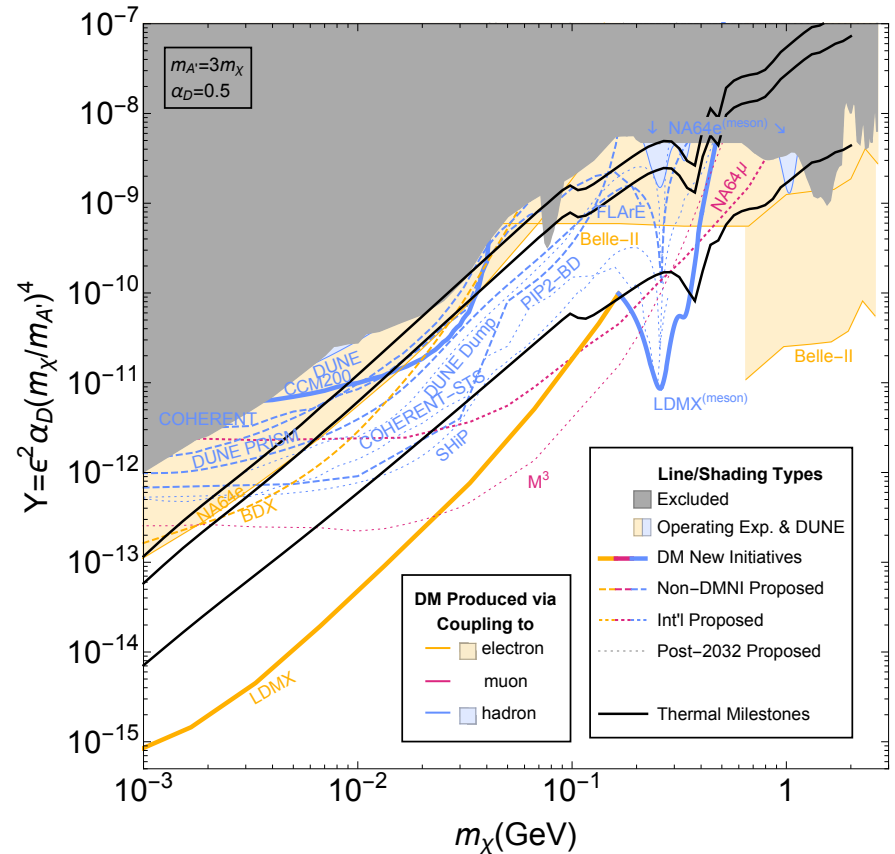 10⁻⁷
10⁻⁸
10⁻⁹
10⁻¹⁰
10⁻¹¹
10⁻¹²
10⁻¹³
10⁻¹⁴
10⁻¹⁵
Y=ϵ² α_D(m_χ/m_A')⁴
m_A'=3m_χ
α_D=0.5
↓ NA64e⁽ᵐᵉˢᵒⁿ⁾ ↘
NA64μ
FLArE
Belle-II
PIP2-BD
DUNE
CCM200
DUNE Dump
COHERENT
COHERENT-STS
DUNE PRISM
SHiP
Belle-II
LDMX⁽ᵐᵉˢᵒⁿ⁾
NA64e
BDX
M³
LDMX
DM Produced via
Coupling to
electron
muon
hadron
Line/Shading Types
Excluded
Operating Exp. & DUNE
DM New Initiatives
Non-DMNI Proposed
Int'l Proposed
Post-2032 Proposed
Thermal Milestones
10⁻³
10⁻²
10⁻¹
1
m_χ(GeV)